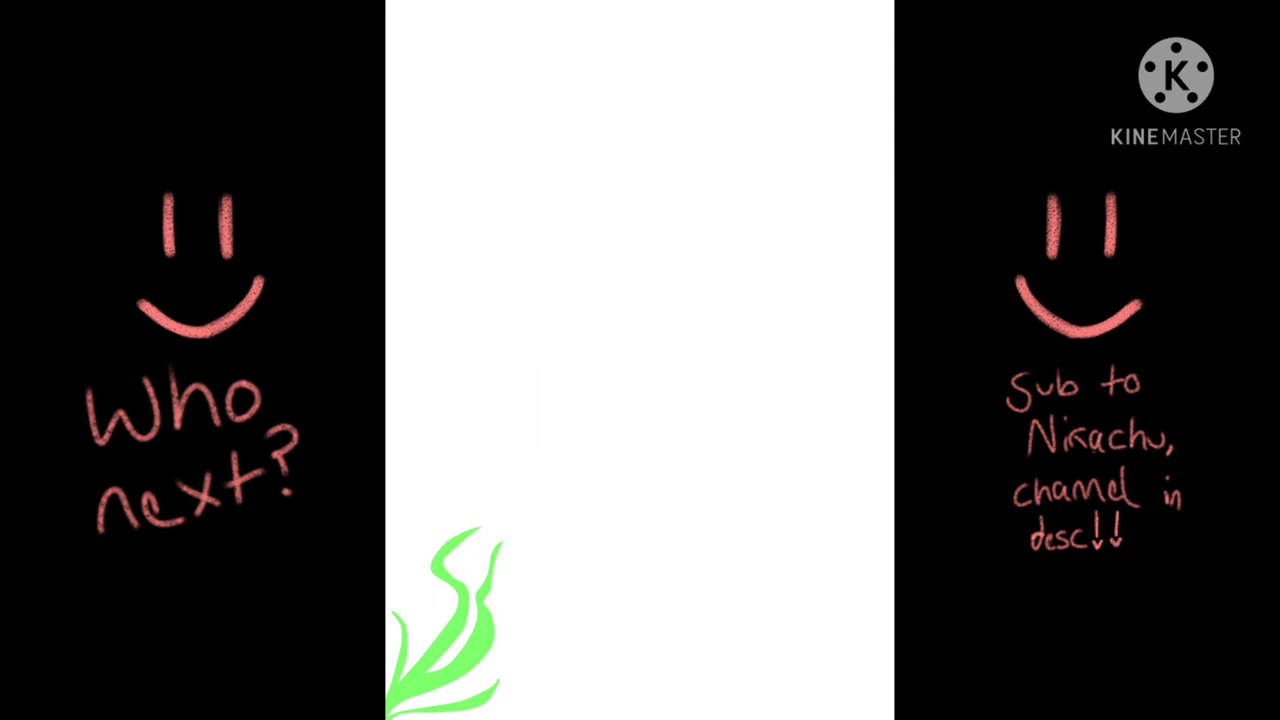 Who
next?
K
KINEMASTER
Sub to
Nikachu,
channel in
desc!!